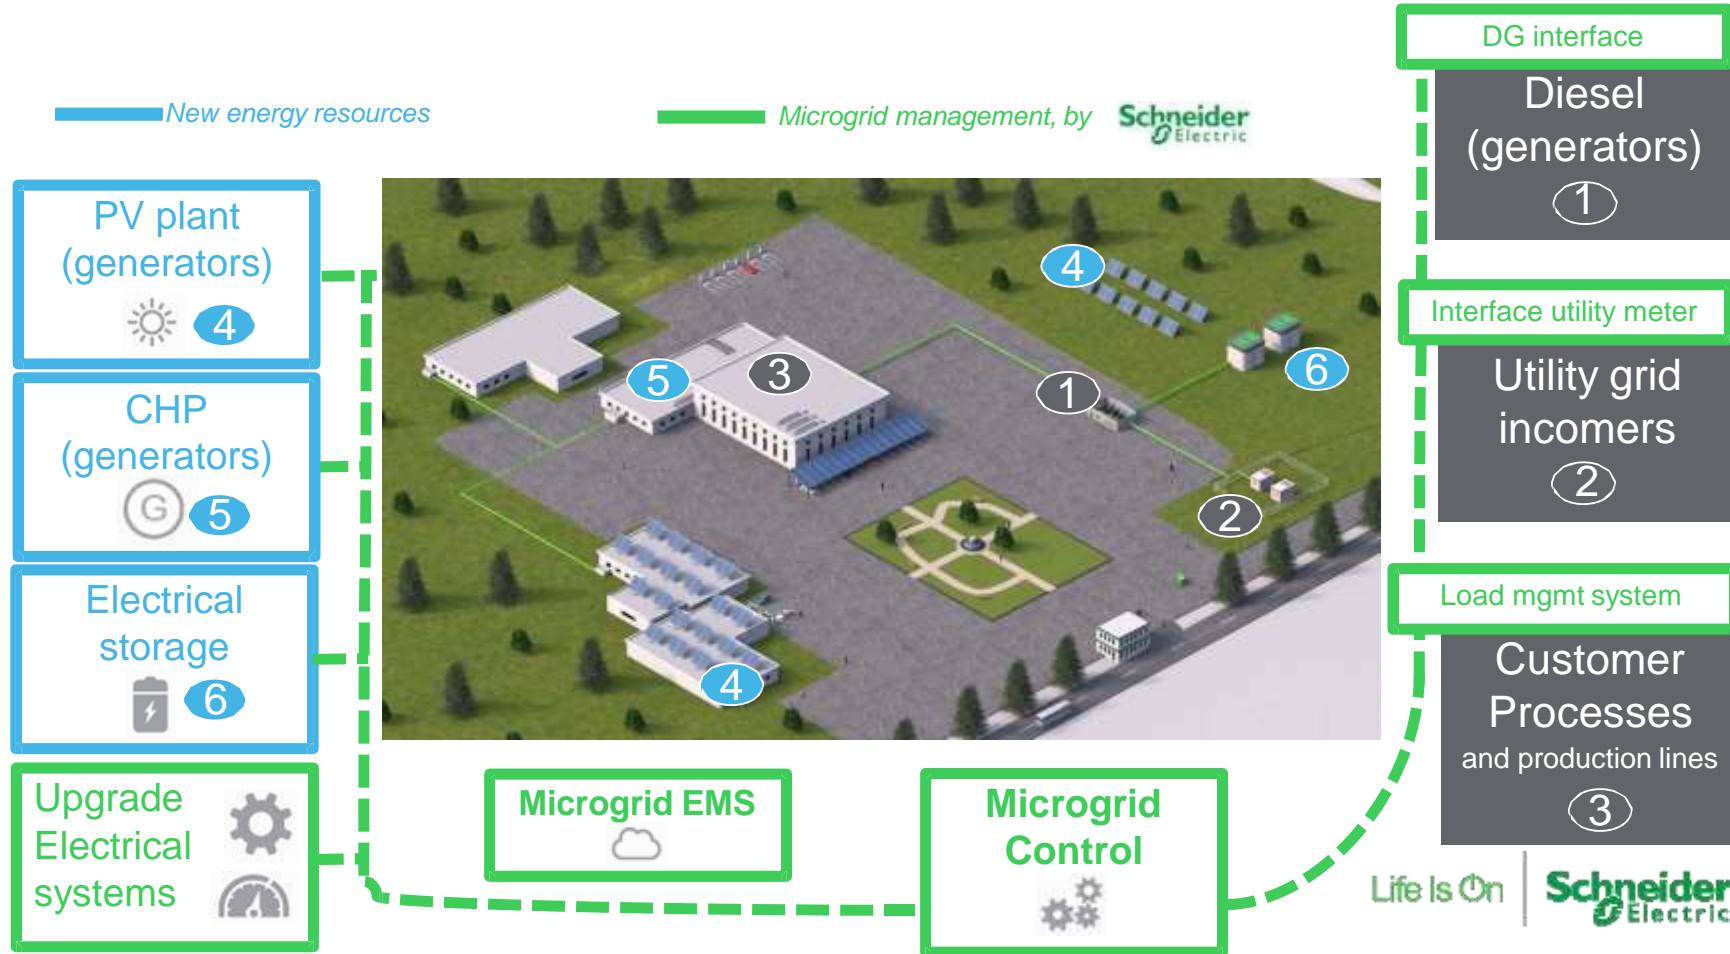 DG interface
Diesel
(generators)
1
New energy resources
Microgrid management, by
Schneider
Electric
PV plant
(generators)
4
CHP
(generators)
G
5
Electrical
storage
6
Upgrade
Electrical
systems
4
6
5
3
1
2
4
Interface utility meter
Utility grid
incomers
2
Load mgmt system
Customer
Processes
and production lines
3
Microgrid EMS
Microgrid
Control
Life Is On
Schneider
Electric